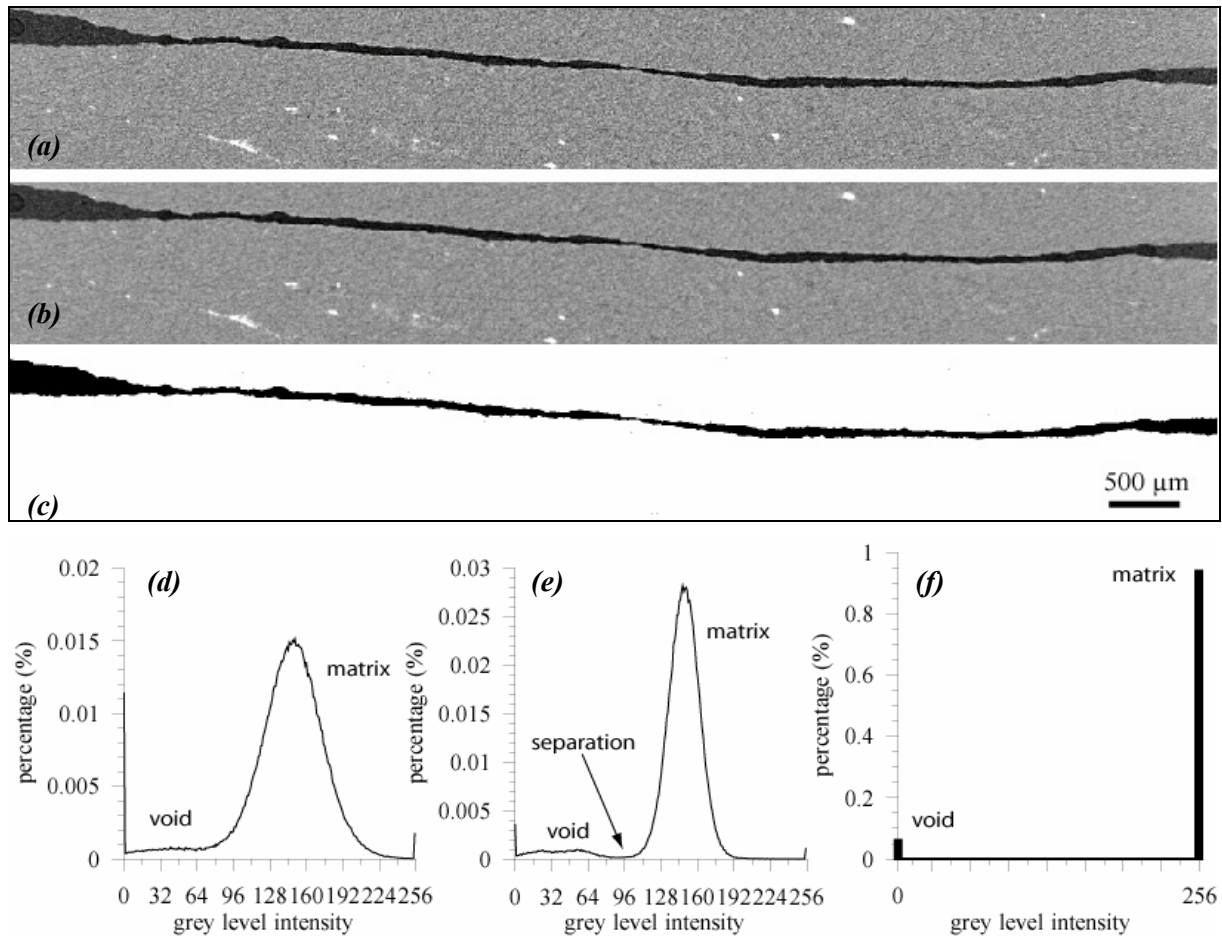 (a)
(b)
(c)
500 µm
(d)
percentage (%)
0.02
0.015
0.01
0.005
0
matrix
void
0 32 64 96 128 160 192 224 256
grey level intensity
(e)
percentage (%)
0.03
0.025
0.02
0.015
0.01
0.005
0
matrix
separation
void
0 32 64 96 128 160 192 224 256
grey level intensity
(f)
percentage (%)
1
0.8
0.6
0.4
0.2
0
matrix
void
0 256
grey level intensity